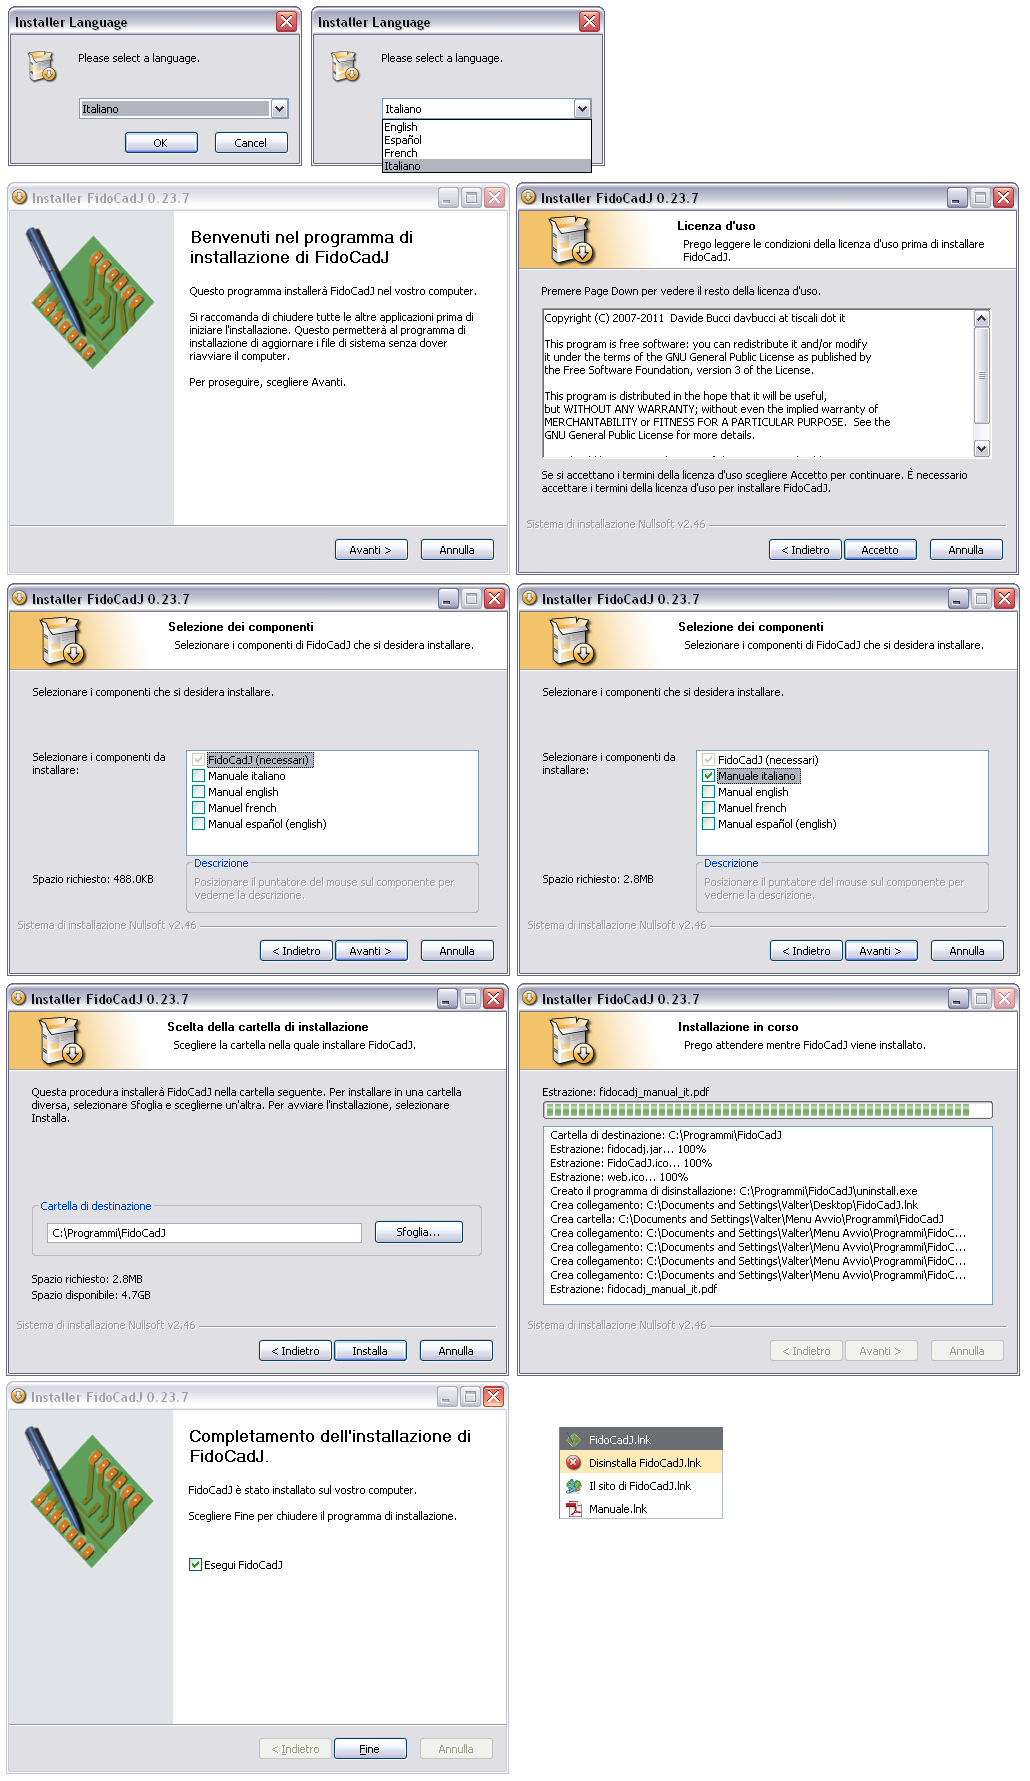 Installer Language
Please select a language.
Italiano
OK
Cancel
Installer Language
Please select a language.
Italiano
English
Español
French
Italiano
Installer FidoCadJ 0.23.7
Benvenuti nel programma di
installazione di FidoCadJ
Questo programma installerà FidoCadJ nel vostro computer.
Si raccomanda di chiudere tutte le altre applicazioni prima di
iniziare l'installazione. Questo permetterà al programma di
installazione di aggiornare i file di sistema senza dover
riavviare il computer.
Per proseguire, scegliere Avanti.
Avanti >
Annulla
Installer FidoCadJ 0.23.7
Licenza d'uso
Prego leggere le condizioni della licenza d'uso prima di installare
FidoCadJ.
Premere Page Down per vedere il resto della licenza d'uso.
Copyright (C) 2007-2011  Davide Bucci davbucci at tiscali dot it
This program is free software: you can redistribute it and/or modify
it under the terms of the GNU General Public License as published by
the Free Software Foundation, version 3 of the License.
This program is distributed in the hope that it will be useful,
but WITHOUT ANY WARRANTY; without even the implied warranty of
MERCHANTABILITY or FITNESS FOR A PARTICULAR PURPOSE.  See the
GNU General Public License for more details.
Se si accettano i termini della licenza d'uso scegliere Accetto per continuare. È necessario
accettare i termini della licenza d'uso per installare FidoCadJ.
Sistema di installazione Nullsoft v2.46
< Indietro
Accetto
Annulla
Installer FidoCadJ 0.23.7
Selezione dei componenti
Selezionare i componenti di FidoCadJ che si desidera installare.
Selezionare i componenti che si desidera installare.
Selezionare i componenti da
installare:
FidoCadJ (necessari)
Manuale italiano
Manual english
Manuel french
Manual español (english)
Spazio richiesto: 488.0KB
Descrizione
Posizionare il puntatore del mouse sul componente per
vederne la descrizione.
Sistema di installazione Nullsoft v2.46
< Indietro
Avanti >
Annulla
Installer FidoCadJ 0.23.7
Selezione dei componenti
Selezionare i componenti di FidoCadJ che si desidera installare.
Selezionare i componenti che si desidera installare.
Selezionare i componenti da
installare:
FidoCadJ (necessari)
Manuale italiano
Manual english
Manuel french
Manual español (english)
Spazio richiesto: 2.8MB
Descrizione
Posizionare il puntatore del mouse sul componente per
vederne la descrizione.
Sistema di installazione Nullsoft v2.46
< Indietro
Avanti >
Annulla
Installer FidoCadJ 0.23.7
Scelta della cartella di installazione
Scegliere la cartella nella quale installare FidoCadJ.
Questa procedura installerà FidoCadJ nella cartella seguente. Per installare in una cartella
diversa, selezionare Sfoglia e sceglierne un'altra. Per avviare l'installazione, selezionare
Installa.
Cartella di destinazione
C:\Programmi\FidoCadJ
Sfoglia...
Spazio richiesto: 2.8MB
Spazio disponibile: 4.7GB
Sistema di installazione Nullsoft v2.46
< Indietro
Installa
Annulla
Installer FidoCadJ 0.23.7
Installazione in corso
Prego attendere mentre FidoCadJ viene installato.
Estrazione: fidocadj_manual_it.pdf
Cartella di destinazione: C:\Programmi\FidoCadJ
Estrazione: fidocadj.jar... 100%
Estrazione: FidoCadJ.ico... 100%
Estrazione: web.ico... 100%
Creato il programma di disinstallazione: C:\Programmi\FidoCadJ\uninstall.exe
Crea collegamento: C:\Documents and Settings\Valter\Desktop\FidoCadJ.lnk
Crea cartella: C:\Documents and Settings\Valter\Menu Avvio\Programmi\FidoCadJ
Crea collegamento: C:\Documents and Settings\Valter\Menu Avvio\Programmi\FidoC...
Crea collegamento: C:\Documents and Settings\Valter\Menu Avvio\Programmi\FidoC...
Crea collegamento: C:\Documents and Settings\Valter\Menu Avvio\Programmi\FidoC...
Crea collegamento: C:\Documents and Settings\Valter\Menu Avvio\Programmi\FidoC...
Estrazione: fidocadj_manual_it.pdf
Sistema di installazione Nullsoft v2.46
< Indietro
Avanti >
Annulla
Installer FidoCadJ 0.23.7
Completamento dell'installazione di
FidoCadJ.
FidoCadJ è stato installato sul vostro computer.
Scegliere Fine per chiudere il programma di installazione.
Esegui FidoCadJ
< Indietro
Fine
Annulla
FidoCadJ.lnk
Disinstalla FidoCadJ.lnk
Il sito di FidoCadJ.lnk
Manuale.lnk